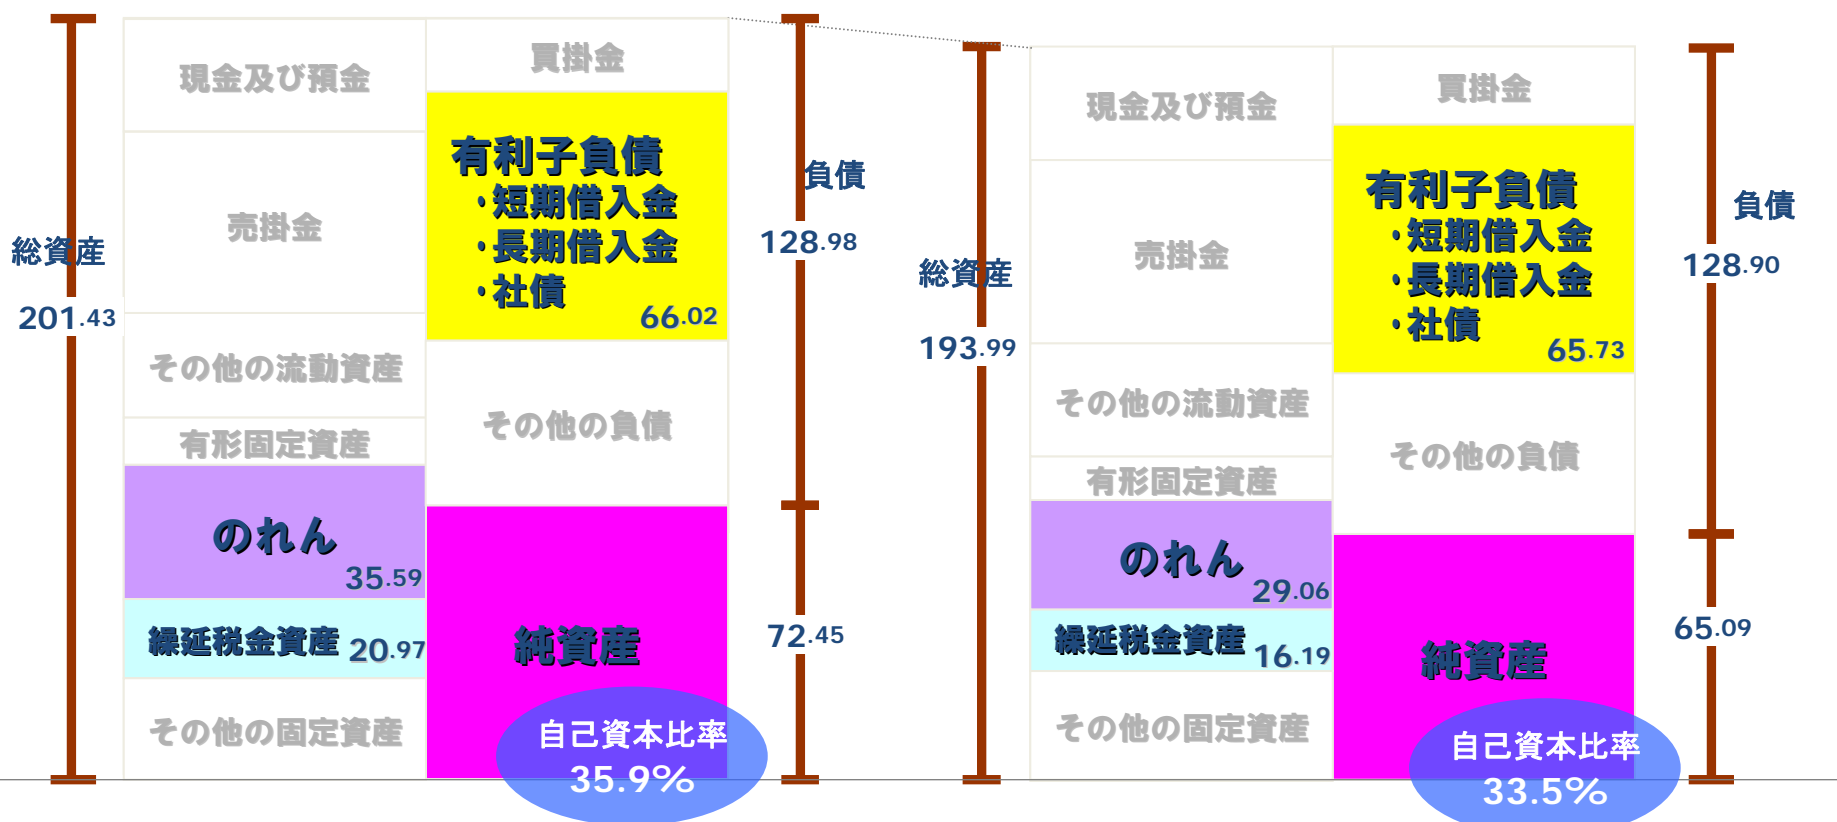 総資産
201.43
現金及び預金
売掛金
その他の流動資産
有形固定資産
のれん
35.59
繰延税金資産 20.97
その他の固定資産
買掛金
有利子負債
・短期借入金
・長期借入金
・社債
66.02
その他の負債
純資産
自己資本比率
35.9%
負債
128.98
72.45
総資産
193.99
現金及び預金
売掛金
その他の流動資産
有形固定資産
のれん
29.06
繰延税金資産 16.19
その他の固定資産
買掛金
有利子負債
・短期借入金
・長期借入金
・社債
65.73
その他の負債
純資産
自己資本比率
33.5%
負債
128.90
65.09